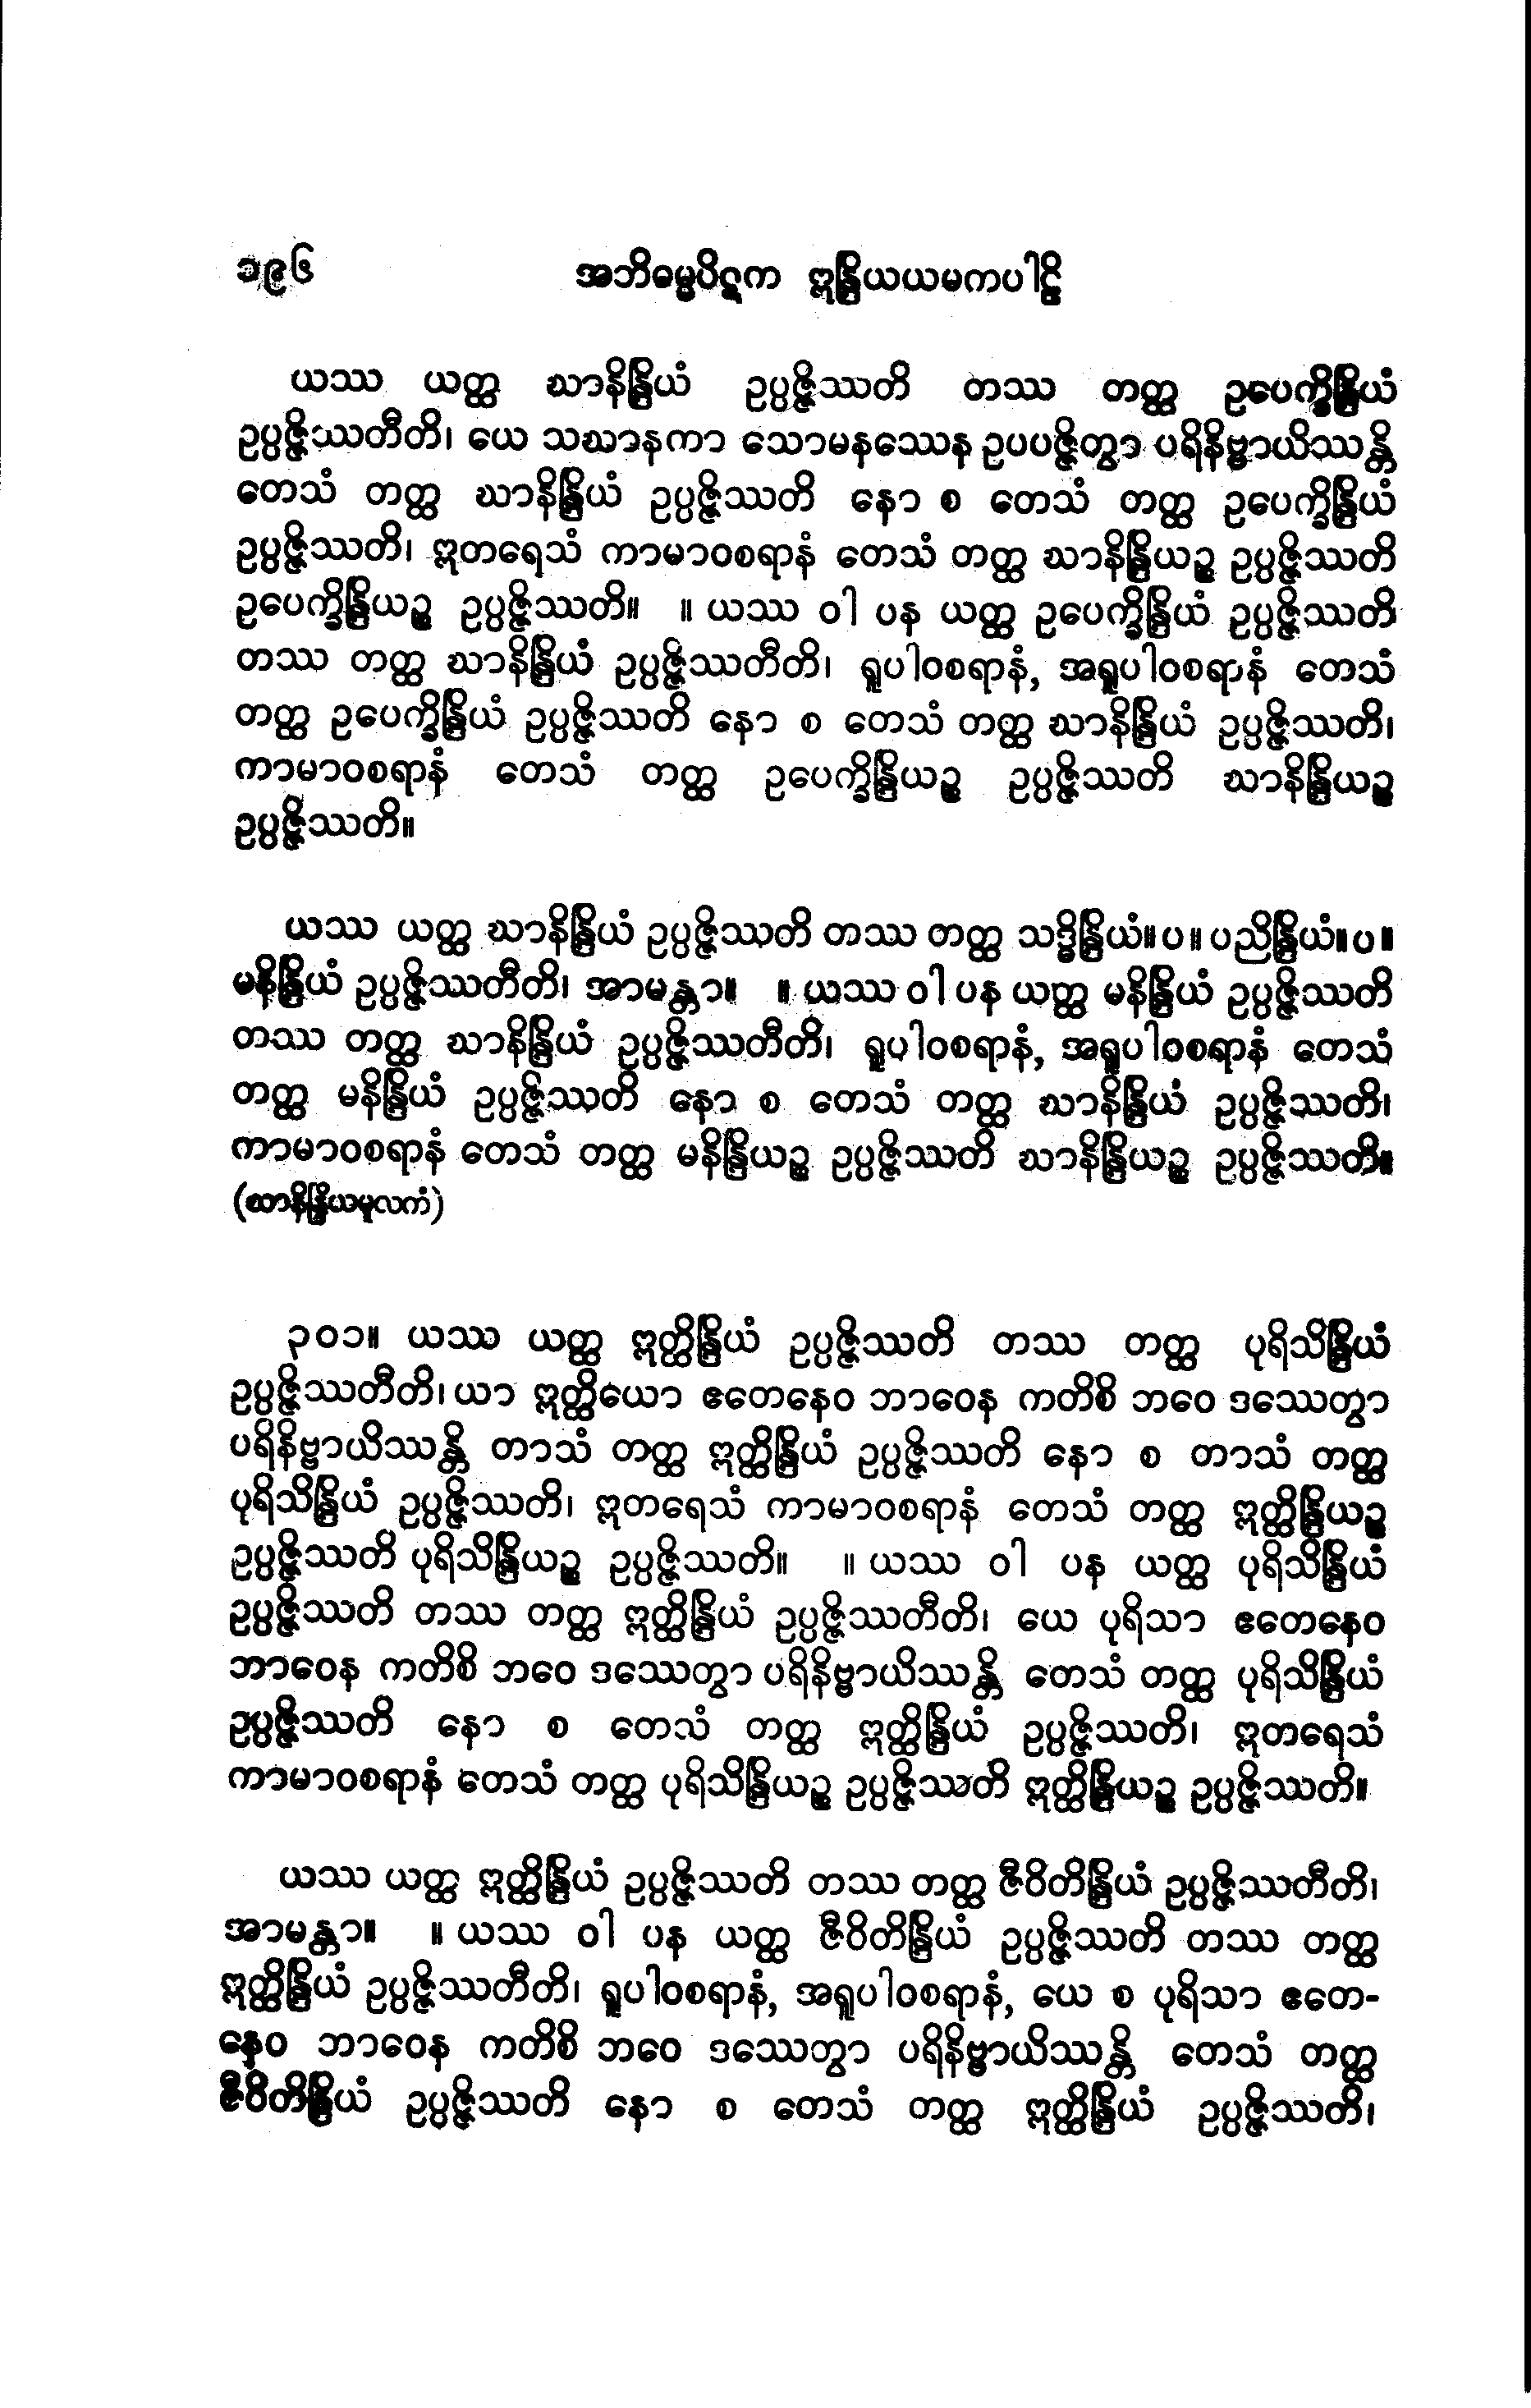 ၁၉၆ အဘိဓမ္မပိဋက ဣန္ဒြိယယမကပါဠိ
ယဿ ယတ္ထ ဃာနိန္ဒြိယံ ဥပ္ပဇ္ဇိဿတိ တဿ တတ္ထ ဥပေက္ခိန္ဒြိယံ
ဥပ္ပဇ္ဇိဿတီတိ၊ ယေ သဃာနကာ သောမနဿေန ဥပပဇ္ဇိတွာ ပရိနိဗ္ဗာယိဿန္တိ
တေသံ တတ္ထ ဃာနိန္ဒြိယံ ဥပ္ပဇ္ဇိဿတိ နော စ တေသံ တတ္ထ ဥပေက္ခိန္ဒြိယံ
ဥပ္ပဇ္ဇိဿတိ၊ ဣတရေသံ ကာမာဝစရာနံ တေသံ တတ္ထ ဃာနိန္ဒြိယဉ္စ ဥပ္ပဇ္ဇိဿတိ
ဥပေက္ခိန္ဒြိယဉ္စ ဥပ္ပဇ္ဇိဿတိ။ ။ ယဿ ဝါ ပန ယတ္ထ ဥပေက္ခိန္ဒြိယံ ဥပ္ပဇ္ဇိဿတိ
တဿ တတ္ထ ဃာနိန္ဒြိယံ ဥပ္ပဇ္ဇိဿတီတိ၊ ရူပါဝစရာနံ, အရူပါဝစရာနံ တေသံ
တတ္ထ ဥပေက္ခိန္ဒြိယံ ဥပ္ပဇ္ဇိဿတိ နော စ တေသံ တတ္ထ ဃာနိန္ဒြိယံ ဥပ္ပဇ္ဇိဿတိ၊
ကာမာဝစရာနံ တေသံ တတ္ထ ဥပေက္ခိန္ဒြိယဉ္စ ဥပ္ပဇ္ဇိဿတိ ဃာနိန္ဒြိယဉ္စ
ဥပ္ပဇ္ဇိဿတိ။
ယဿ ယတ္ထ ဃာနိန္ဒြိယံ ဥပ္ပဇ္ဇိဿတိ တဿ တတ္ထ သဒ္ဓိန္ဒြိယံ။ ပ ။ ပညိန္ဒြိယံ။ ပ ။
မနိန္ဒြိယံ ဥပ္ပဇ္ဇိဿတီတိ၊ အာမန္တာ။ ။ ယဿ ဝါ ပန ယတ္ထ မနိန္ဒြိယံ ဥပ္ပဇ္ဇိဿတိ
တဿ တတ္ထ ဃာနိန္ဒြိယံ ဥပ္ပဇ္ဇိဿတီတိ၊ ရူပါဝစရာနံ, အရူပါဝစရာနံ တေသံ
တတ္ထ မနိန္ဒြိယံ ဥပ္ပဇ္ဇိဿတိ နော စ တေသံ တတ္ထ ဃာနိန္ဒြိယံ ဥပ္ပဇ္ဇိဿတိ၊
ကာမာဝစရာနံ တေသံ တတ္ထ မနိန္ဒြိယဉ္စ ဥပ္ပဇ္ဇိဿတိ ဃာနိန္ဒြိယဉ္စ ဥပ္ပဇ္ဇိဿတိ။
(ဃာနိန္ဒြိယမူလကံ)
၃၀၁။ ယဿ ယတ္ထ ဣတ္ထိန္ဒြိယံ ဥပ္ပဇ္ဇိဿတိ တဿ တတ္ထ ပုရိသိန္ဒြိယံ
ဥပ္ပဇ္ဇိဿတီတိ၊ ယာ ဣတ္ထိယော ဧတေနေဝ ဘာဝေန ကတိစိ ဘဝေ ဒဿေတွာ
ပရိနိဗ္ဗာယိဿန္တိ တာသံ တတ္ထ ဣတ္ထိန္ဒြိယံ ဥပ္ပဇ္ဇိဿတိ နော စ တာသံ တတ္ထ
ပုရိသိန္ဒြိယံ ဥပ္ပဇ္ဇိဿတိ၊ ဣတရေသံ ကာမာဝစရာနံ တေသံ တတ္ထ ဣတ္ထိန္ဒြိယဉ္စ
ဥပ္ပဇ္ဇိဿတိ ပုရိသိန္ဒြိယဉ္စ ဥပ္ပဇ္ဇိဿတိ။ ။ ယဿ ဝါ ပန ယတ္ထ ပုရိသိန္ဒြိယံ
ဥပ္ပဇ္ဇိဿတိ တဿ တတ္ထ ဣတ္ထိန္ဒြိယံ ဥပ္ပဇ္ဇိဿတီတိ၊ ယေ ပုရိသာ ဧတေနေဝ
ဘာဝေန ကတိစိ ဘဝေ ဒဿေတွာ ပရိနိဗ္ဗာယိဿန္တိ တေသံ တတ္ထ ပုရိသိန္ဒြိယံ
ဥပ္ပဇ္ဇိဿတိ နော စ တေသံ တတ္ထ ဣတ္ထိန္ဒြိယံ ဥပ္ပဇ္ဇိဿတိ၊ ဣတရေသံ
ကာမာဝစရာနံ တေသံ တတ္ထ ပုရိသိန္ဒြိယဉ္စ ဥပ္ပဇ္ဇိဿတိ ဣတ္ထိန္ဒြိယဉ္စ ဥပ္ပဇ္ဇိဿတိ။
ယဿ ယတ္ထ ဣတ္ထိန္ဒြိယံ ဥပ္ပဇ္ဇိဿတိ တဿ တတ္ထ ဇီဝိတိန္ဒြိယံ ဥပ္ပဇ္ဇိဿတီတိ၊
အာမန္တာ။ ။ ယဿ ဝါ ပန ယတ္ထ ဇီဝိတိန္ဒြိယံ ဥပ္ပဇ္ဇိဿတိ တဿ တတ္ထ
ဣတ္ထိန္ဒြိယံ ဥပ္ပဇ္ဇိဿတီတိ၊ ရူပါဝစရာနံ, အရူပါဝစရာနံ, ယေ စ ပုရိသာ ဧတေ-
နေဝ ဘာဝေန ကတိစိ ဘဝေ ဒဿေတွာ ပရိနိဗ္ဗာယိဿန္တိ တေသံ တတ္ထ
ဇီဝိတိန္ဒြိယံ ဥပ္ပဇ္ဇိဿတိ နော စ တေသံ တတ္ထ ဣတ္ထိန္ဒြိယံ ဥပ္ပဇ္ဇိဿတိ၊